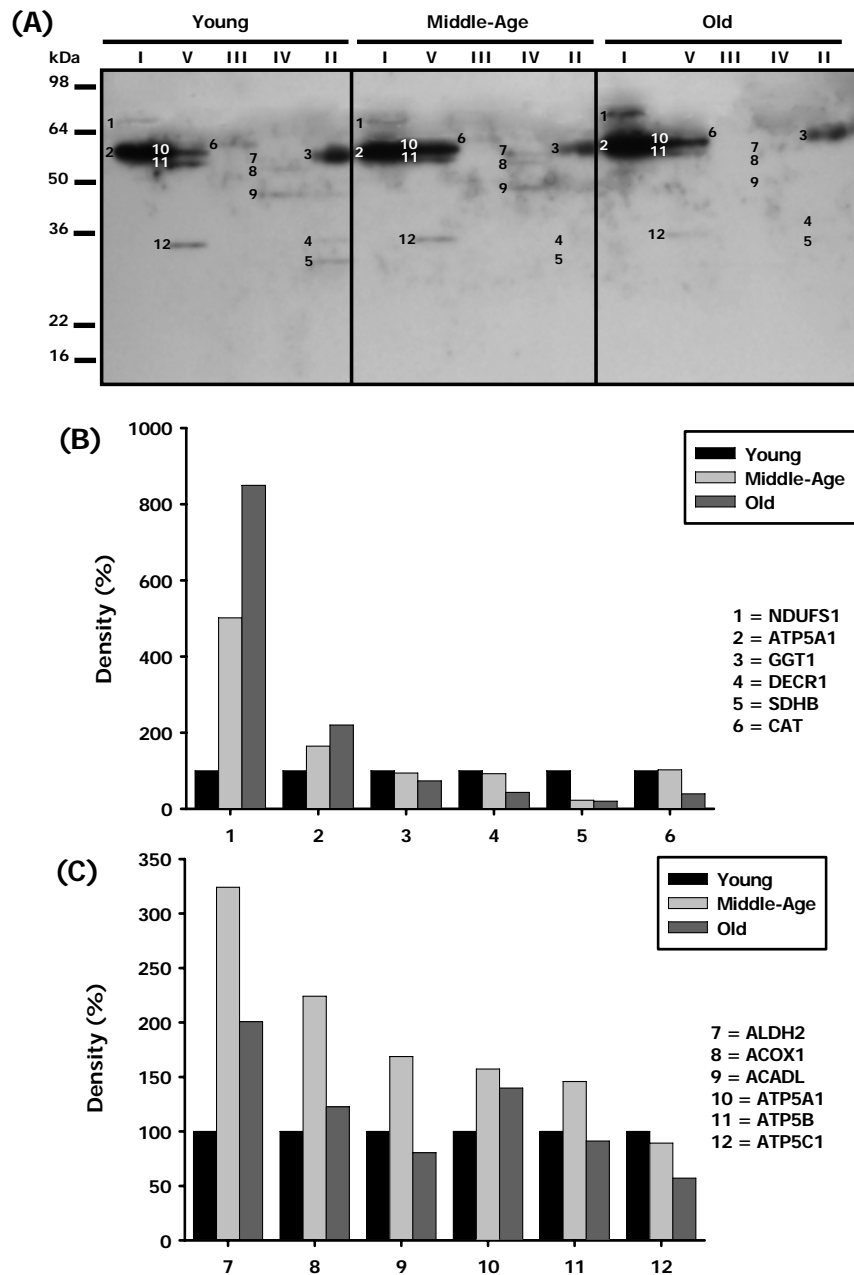 (A)
Young Middle-Age Old
kDa I V III IV II I V III IV II I V III IV II
98
64
50
36
22
16
1 2 10 11 6 7 8 3 9 12 4 5
1 2 10 11 6 7 8 3 9 12 4 5
1 2 10 11 6 7 8 3 9 12 4 5
(B)
Density (%)
1000
800
600
400
200
0
1 2 3 4 5 6
Young
Middle-Age
Old
1 = NDUFS1
2 = ATP5A1
3 = GGT1
4 = DECR1
5 = SDHB
6 = CAT
(C)
Density (%)
350
300
250
200
150
100
50
0
7 8 9 10 11 12
Young
Middle-Age
Old
7 = ALDH2
8 = ACOX1
9 = ACADL
10 = ATP5A1
11 = ATP5B
12 = ATP5C1